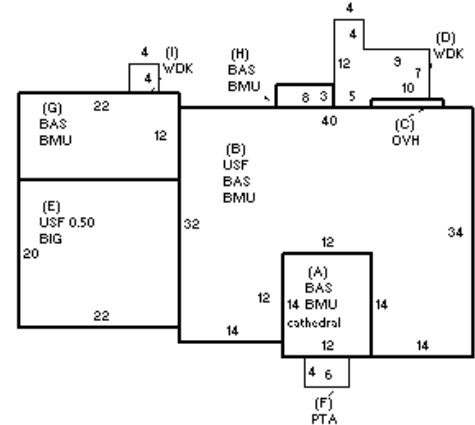 4
4 (I)
WDK
4
(H)
BAS
BMU
4
(D)
WDK
12
9
7
8 3 5 10
22
(G)
BAS
BMU
12
40
(C)
OVH
(B)
USF
BAS
BMU
(E)
USF 0.50
BIG
20
32
34
12
(A)
BAS
BMU
cathedral
12
14
14
22
14
12
14
4 6
(F)
PTA